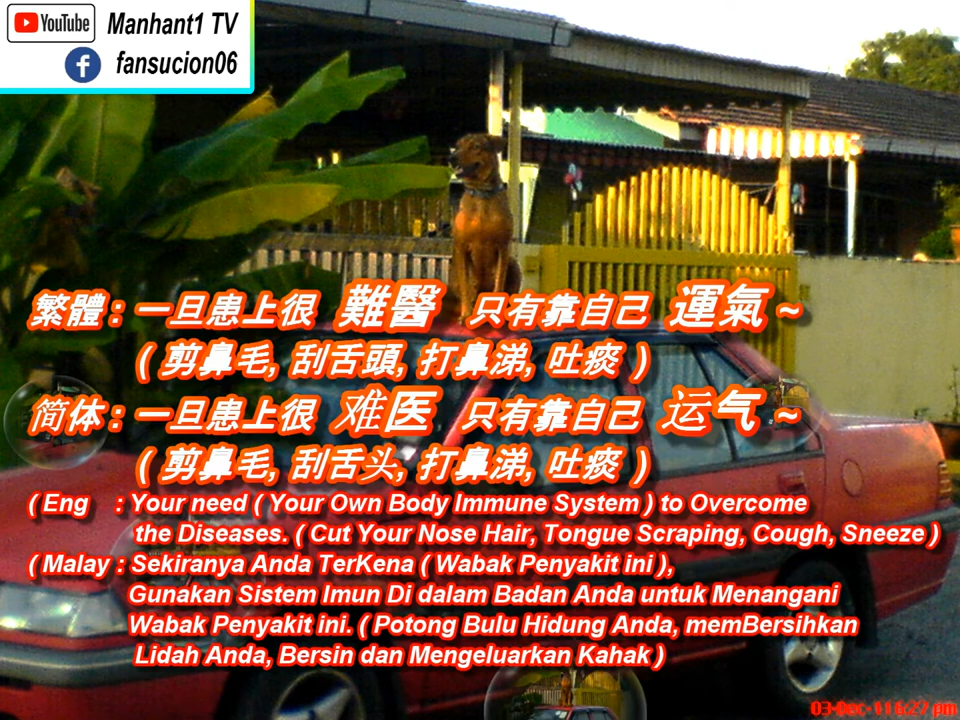 YouTube Manhant1 TV
f fansucion06
繁體 : 一旦患上很 難醫 只有靠自己 運氣 ~
( 剪鼻毛, 刮舌頭, 打鼻涕, 吐痰 )
简体 : 一旦患上很 难医 只有靠自己 运气 ~
( 剪鼻毛, 刮舌头, 打鼻涕, 吐痰 )
( Eng : Your need ( Your Own Body Immune System ) to Overcome
the Diseases. ( Cut Your Nose Hair, Tongue Scraping, Cough, Sneeze )
( Malay : Sekiranya Anda TerKena ( Wabak Penyakit ini ),
Gunakan Sistem Imun Di dalam Badan Anda untuk Menangani
Wabak Penyakit ini. ( Potong Bulu Hidung Anda, memBersihkan
Lidah Anda, Bersin dan Mengeluarkan Kahak )